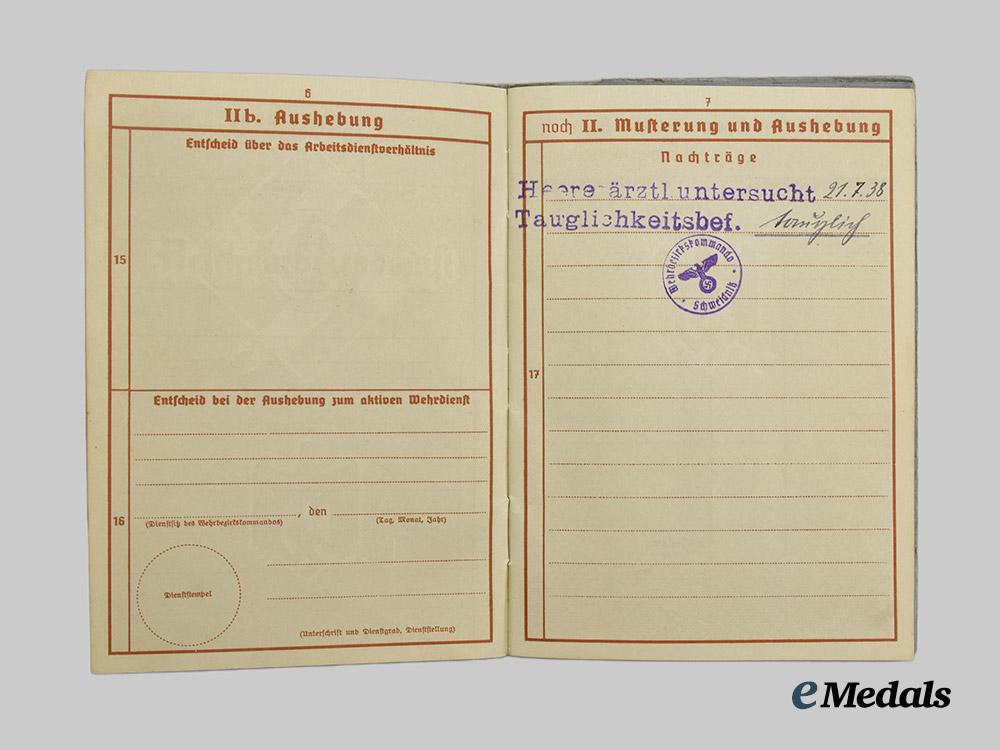 6
IIb. Aushebung
Entscheid über das Arbeitsdienstverhältnis
15
Entscheid bei der Aushebung zum aktiven Wehrdienst
16
, den
(Dienstsitz des Wehrbezirkskommandos) (Tag, Monat, Jahr)
Dienststempel
(Unterschrift und Dienstgrad, Dienststellung)
7
noch II. Musterung und Aushebung
Nachträge
Heeresärztl untersucht 21.7.38
Tauglichkeitsbef. tauglich
Wehrbezirkskommando
Schweidnitz
17
eMedals